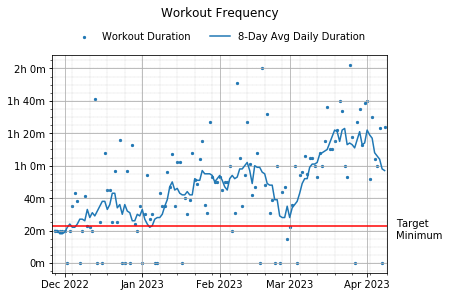 Workout Frequency
Workout Duration
8-Day Avg Daily Duration
2h 0m
1h 40m
1h 20m
1h 0m
40m
20m
0m
Target
Minimum
Dec 2022
Jan 2023
Feb 2023
Mar 2023
Apr 2023